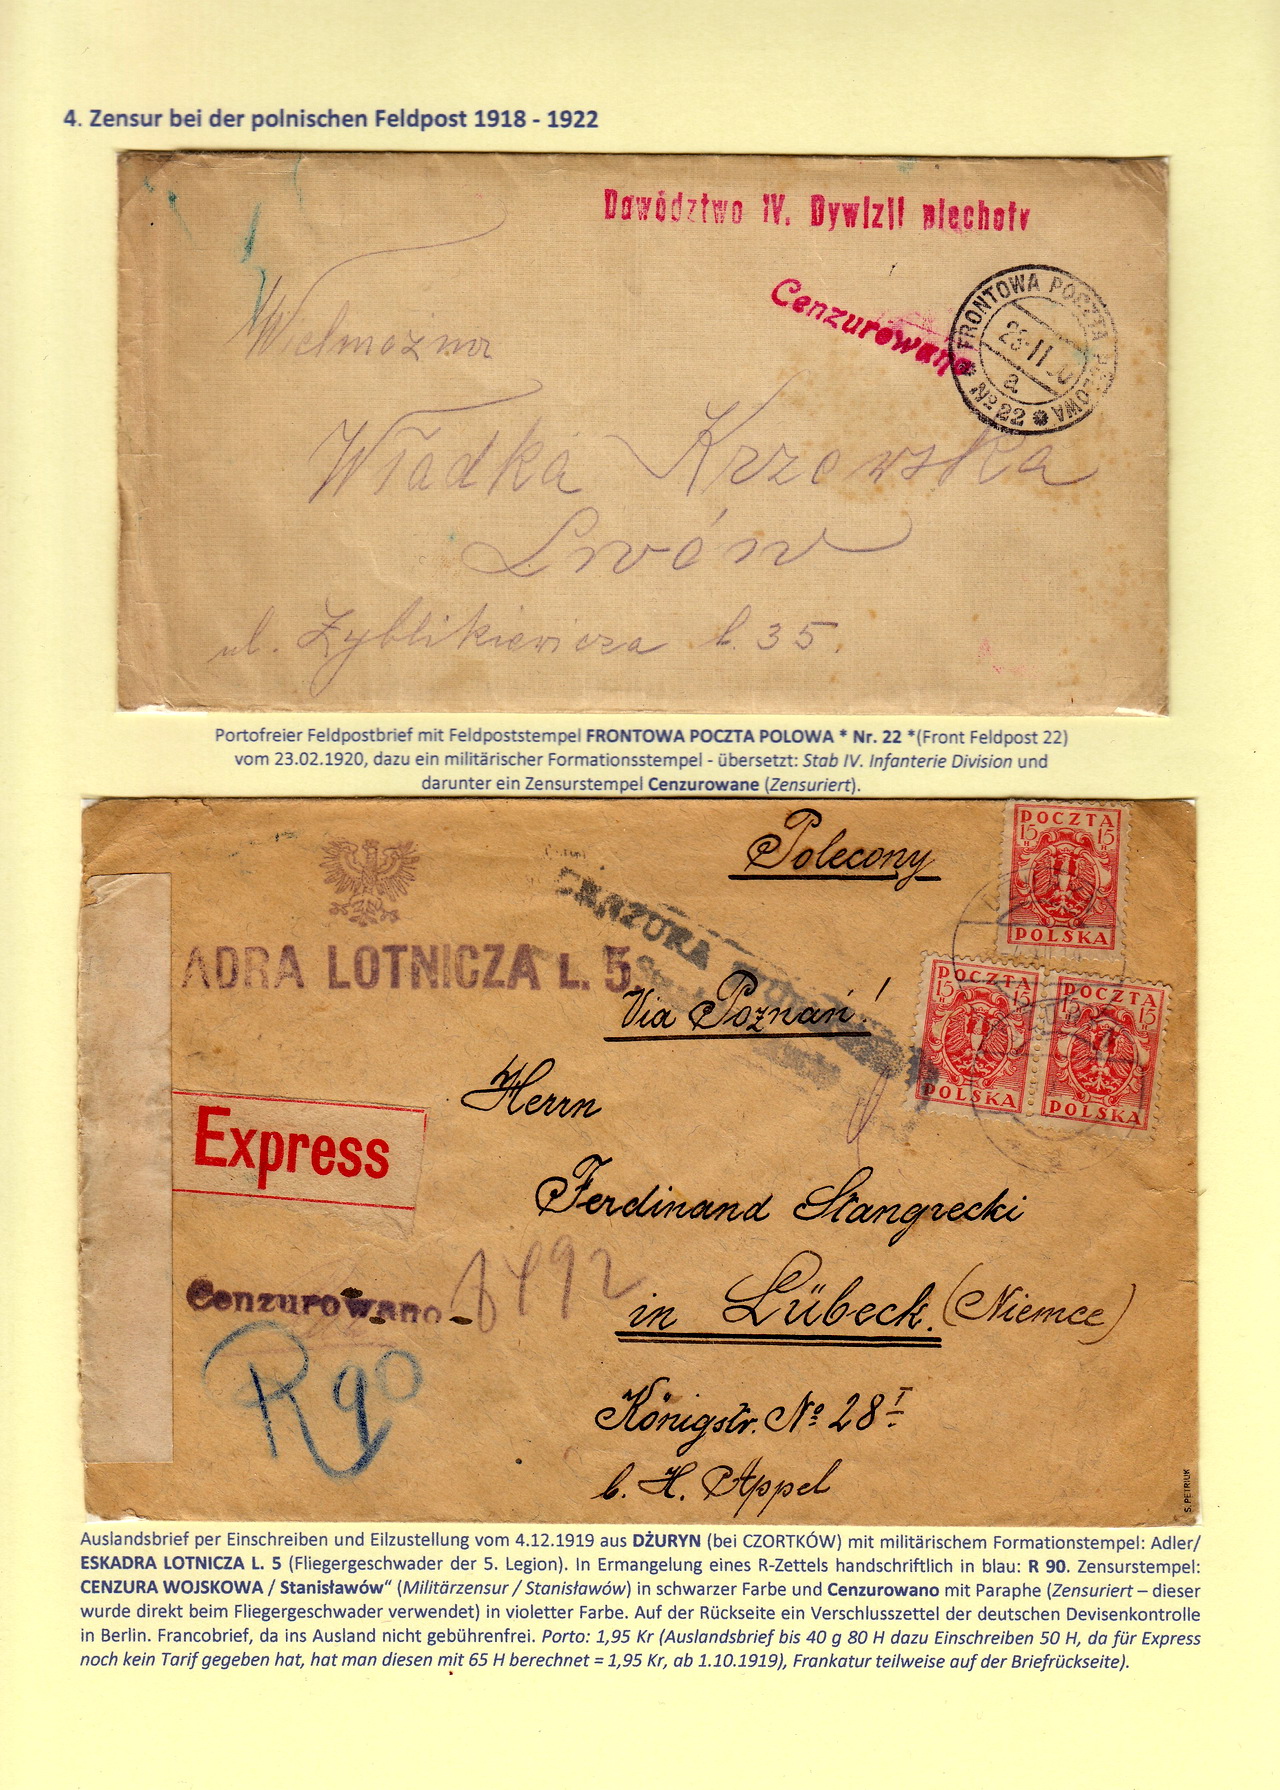 4. Zensur bei der polnischen Feldpost 1918 - 1922
Dowództwo IV. Dywizji piechoty
Cenzurowane
FRONTOWA POCZTA POLOWA
23 II 20
a
№ 22
Wielmożna
Władka Krzewska
Lwów
ul. Zyblikiewicza l. 35.
Portofreier Feldpostbrief mit Feldpoststempel FRONTOWA POCZTA POLOWA * Nr. 22 *(Front Feldpost 22)
vom 23.02.1920, dazu ein militärischer Formationsstempel - übersetzt: Stab IV. Infanterie Division und
darunter ein Zensurstempel Cenzurowane (Zensuriert).
Polecony
POCZTA
15 15
POLSKA
CENZURA
ADRA LOTNICZA L. 5.
Via Poznań!
POCZTA
15 15
POLSKA
POCZTA
15 15
POLSKA
Herrn
Express
Ferdinand Stangrecki
Cenzurowano
8492
in Lübeck. (Niemce)
R 90
Königstr. № 28 I
b. H. Appel
S. PETRIUK
Auslandsbrief per Einschreiben und Eilzustellung vom 4.12.1919 aus DŻURYN (bei CZORTKÓW) mit militärischem Formationstempel: Adler/
ESKADRA LOTNICZA L. 5 (Fliegergeschwader der 5. Legion). In Ermangelung eines R-Zettels handschriftlich in blau: R 90. Zensurstempel:
CENZURA WOJSKOWA / Stanisławów“ (Militärzensur / Stanisławów) in schwarzer Farbe und Cenzurowano mit Paraphe (Zensuriert – dieser
wurde direkt beim Fliegergeschwader verwendet) in violetter Farbe. Auf der Rückseite ein Verschlusszettel der deutschen Devisenkontrolle
in Berlin. Francobrief, da ins Ausland nicht gebührenfrei. Porto: 1,95 Kr (Auslandsbrief bis 40 g 80 H dazu Einschreiben 50 H, da für Express
noch kein Tarif gegeben hat, hat man diesen mit 65 H berechnet = 1,95 Kr, ab 1.10.1919), Frankatur teilweise auf der Briefrückseite).